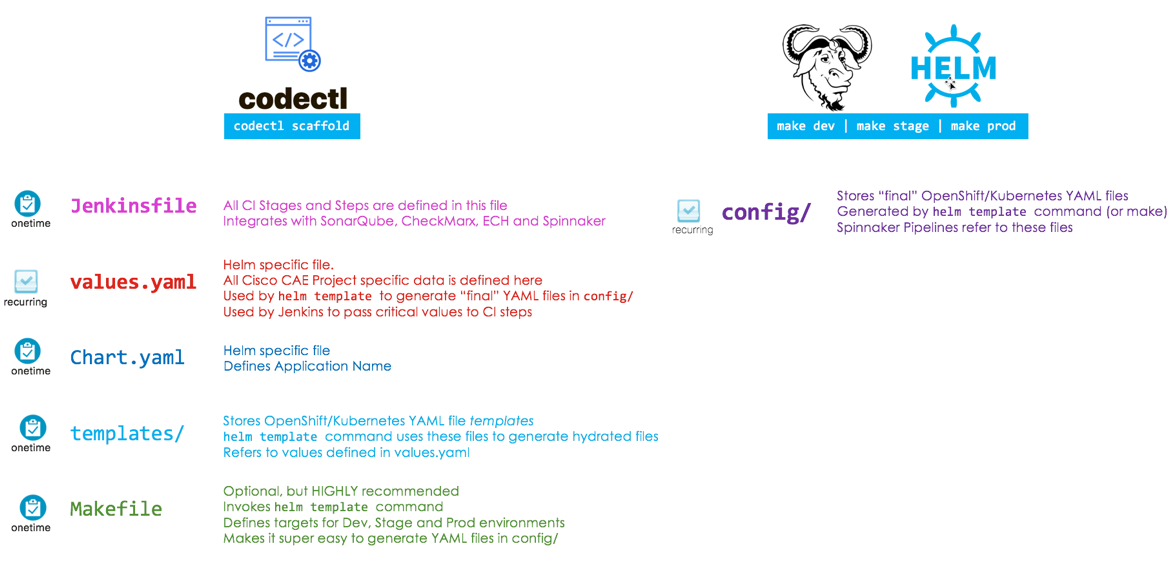 codectl
codectl scaffold
HELM
make dev | make stage | make prod
onetime
Jenkinsfile
All CI Stages and Steps are defined in this file
Integrates with SonarQube, CheckMarx, ECH and Spinnaker
recurring
config/
Stores “final” OpenShift/Kubernetes YAML files
Generated by helm template command (or make)
Spinnaker Pipelines refer to these files
recurring
values.yaml
Helm specific file.
All Cisco CAE Project specific data is defined here
Used by helm template to generate “final” YAML files in config/
Used by Jenkins to pass critical values to CI steps
onetime
Chart.yaml
Helm specific file
Defines Application Name
onetime
templates/
Stores OpenShift/Kubernetes YAML file templates
helm template command uses these files to generate hydrated files
Refers to values defined in values.yaml
onetime
Makefile
Optional, but HIGHLY recommended
Invokes helm template command
Defines targets for Dev, Stage and Prod environments
Makes it super easy to generate YAML files in config/